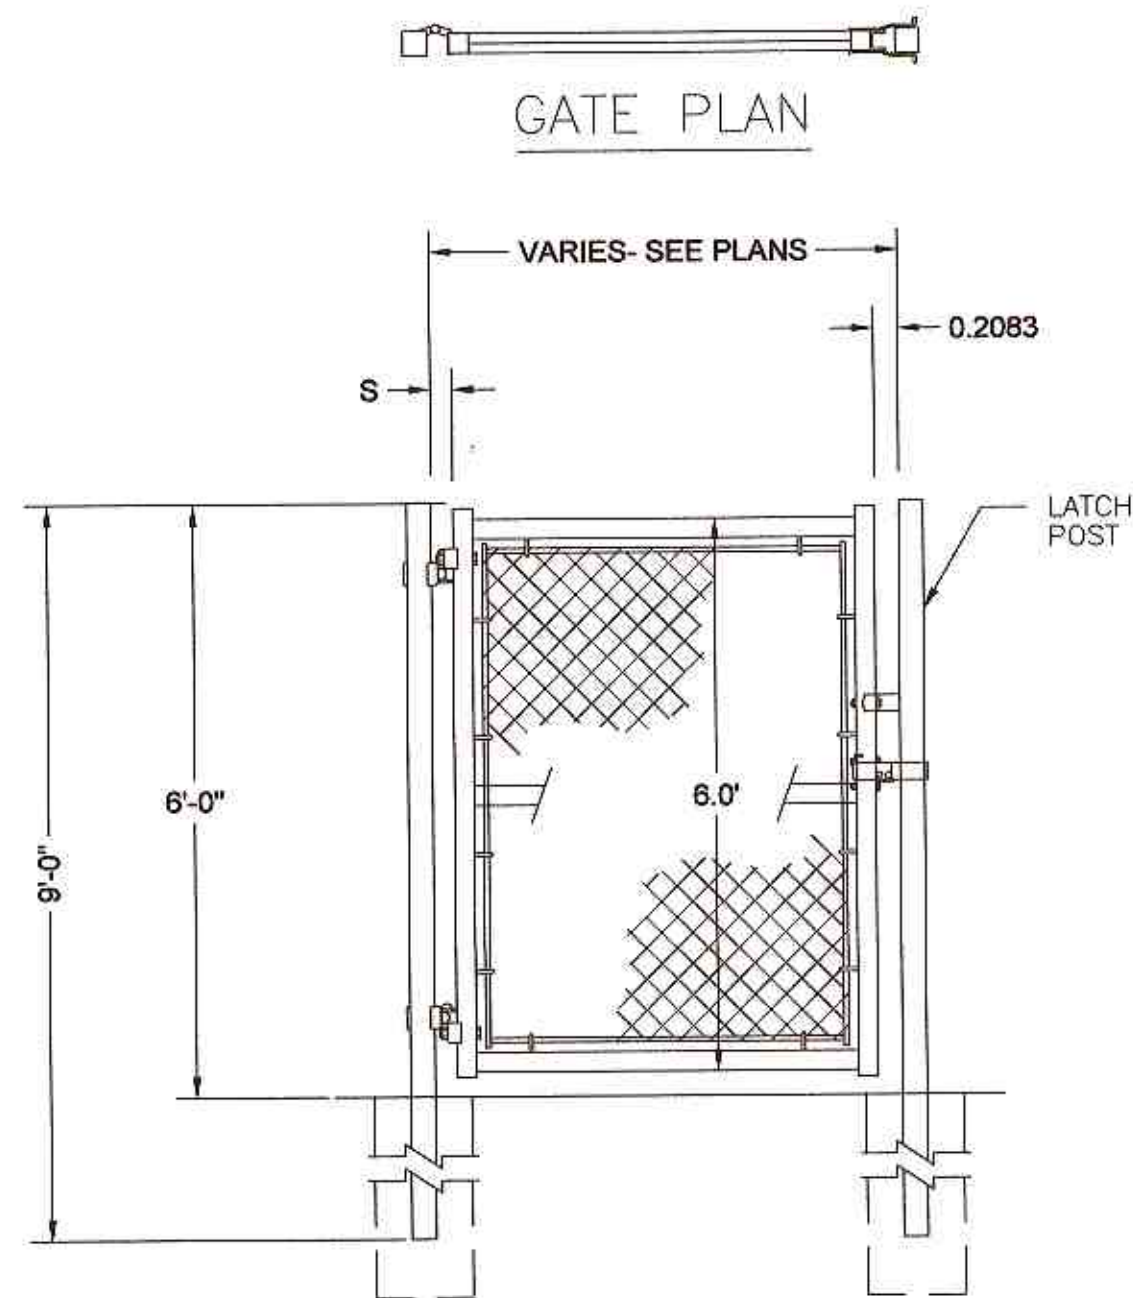 GATE PLAN
VARIES- SEE PLANS
0.2083
S
LATCH
POST
6'-0"
6.0'
9'-0"